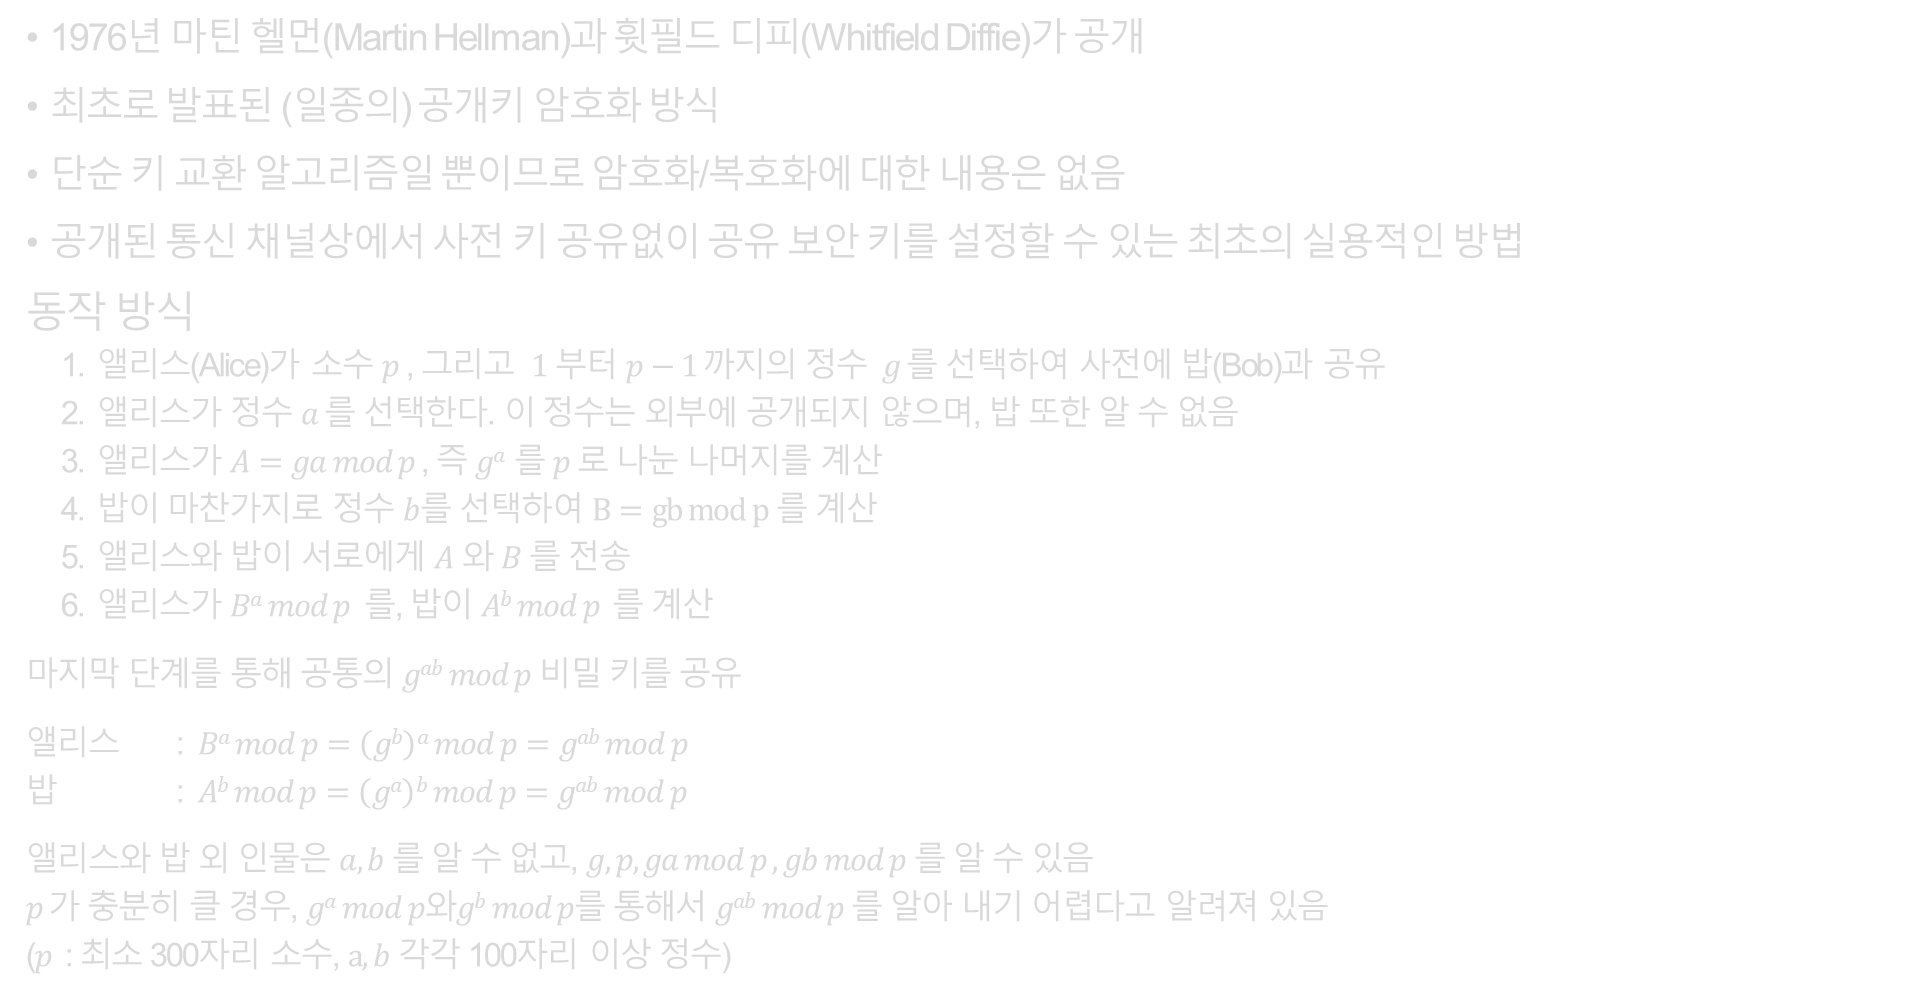 • 1976년 마틴 헬먼(Martin Hellman)과 휫필드 디피(Whitfield Diffie)가 공개
• 최초로 발표된 (일종의) 공개키 암호화 방식
• 단순 키 교환 알고리즘일 뿐이므로 암호화/복호화에 대한 내용은 없음
• 공개된 통신 채널상에서 사전 키 공유없이 공유 보안 키를 설정할 수 있는 최초의 실용적인 방법
동작 방식
1. 앨리스(Alice)가 소수 p , 그리고 1 부터 p − 1 까지의 정수 g 를 선택하여 사전에 밥(Bob)과 공유
2. 앨리스가 정수 a 를 선택한다. 이 정수는 외부에 공개되지 않으며, 밥 또한 알 수 없음
3. 앨리스가 A = ga mod p , 즉 gᵃ 를 p 로 나눈 나머지를 계산
4. 밥이 마찬가지로 정수 b를 선택하여 B = gb mod p 를 계산
5. 앨리스와 밥이 서로에게 A 와 B 를 전송
6. 앨리스가 Bᵃ mod p 를, 밥이 Aᵇ mod p 를 계산
마지막 단계를 통해 공통의 gᵃᵇ mod p 비밀 키를 공유
앨리스 : Bᵃ mod p = (gᵇ)ᵃ mod p = gᵃᵇ mod p
밥 : Aᵇ mod p = (gᵃ)ᵇ mod p = gᵃᵇ mod p
앨리스와 밥 외 인물은 a, b 를 알 수 없고, g, p, ga mod p , gb mod p 를 알 수 있음
p 가 충분히 클 경우, gᵃ mod p와gᵇ mod p를 통해서 gᵃᵇ mod p 를 알아 내기 어렵다고 알려져 있음
(p : 최소 300자리 소수, a, b 각각 100자리 이상 정수)